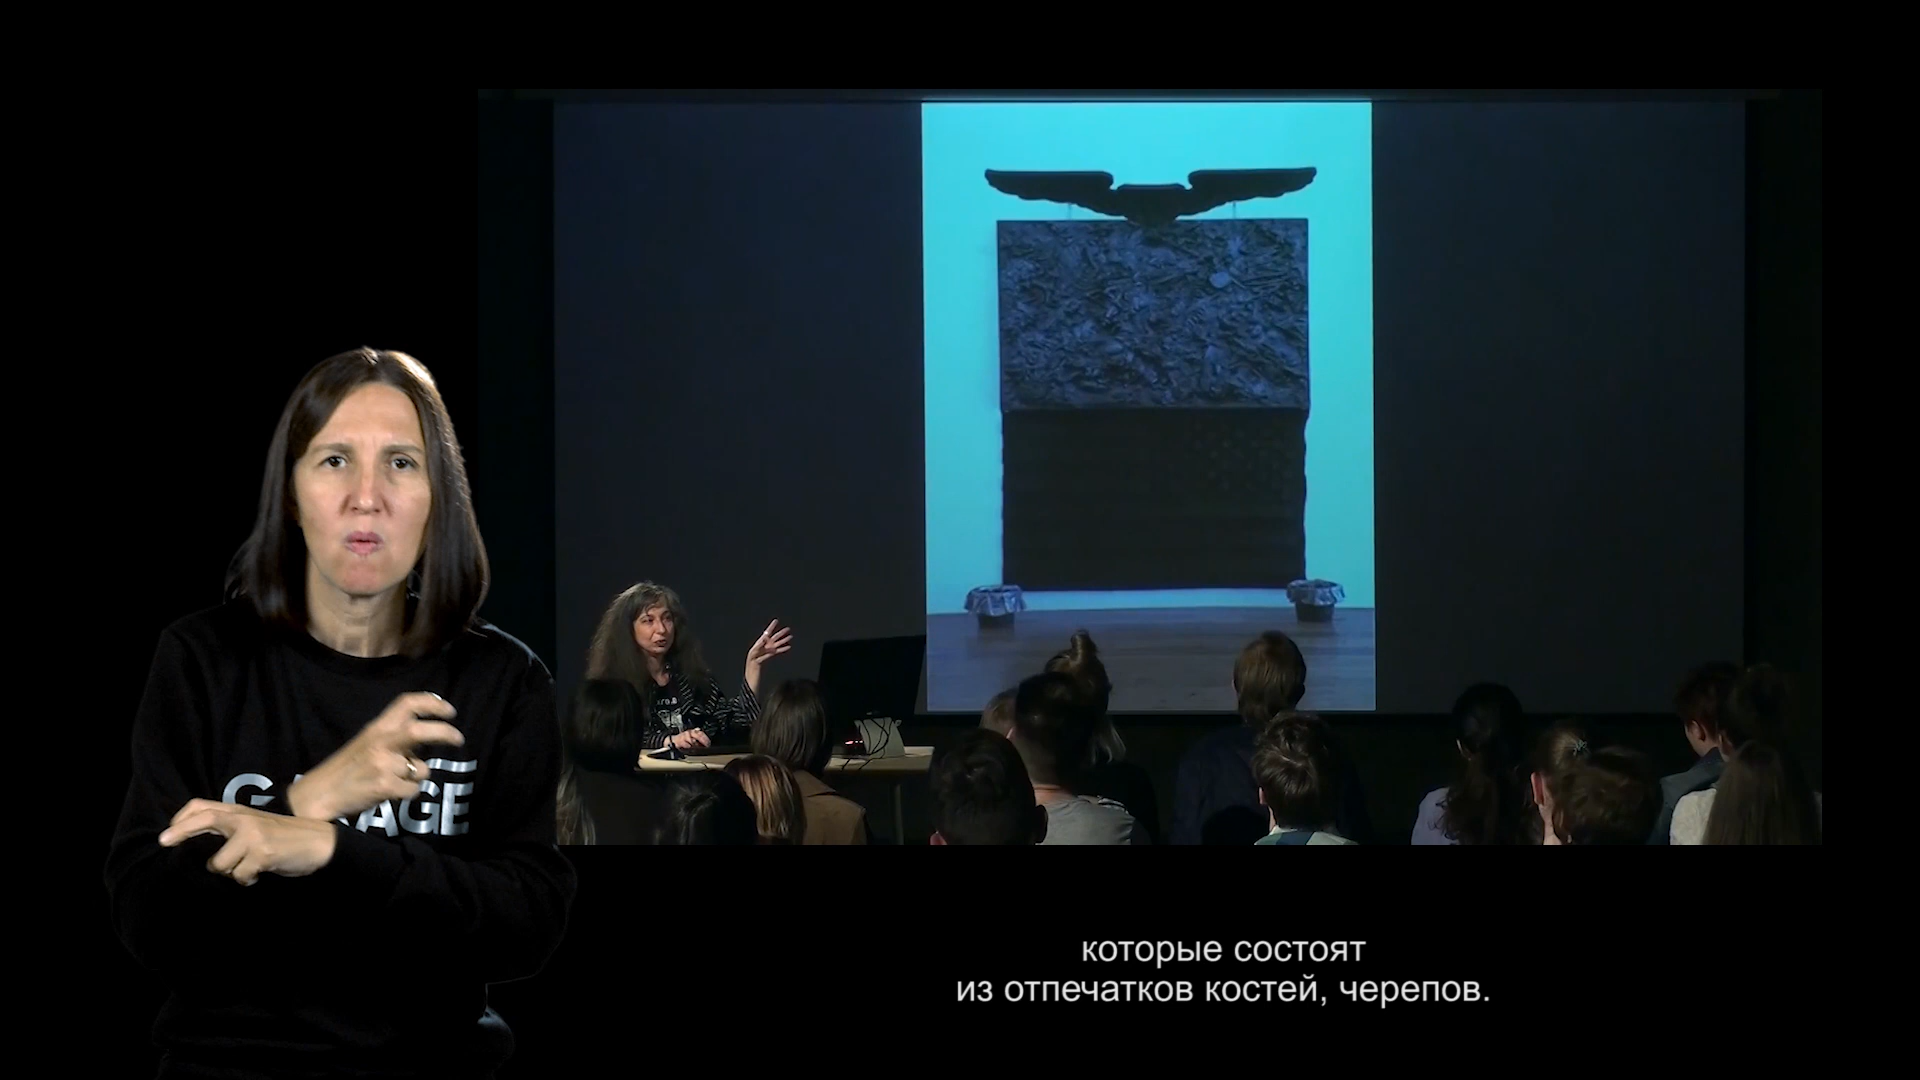 которые состоят
из отпечатков костей, черепов.